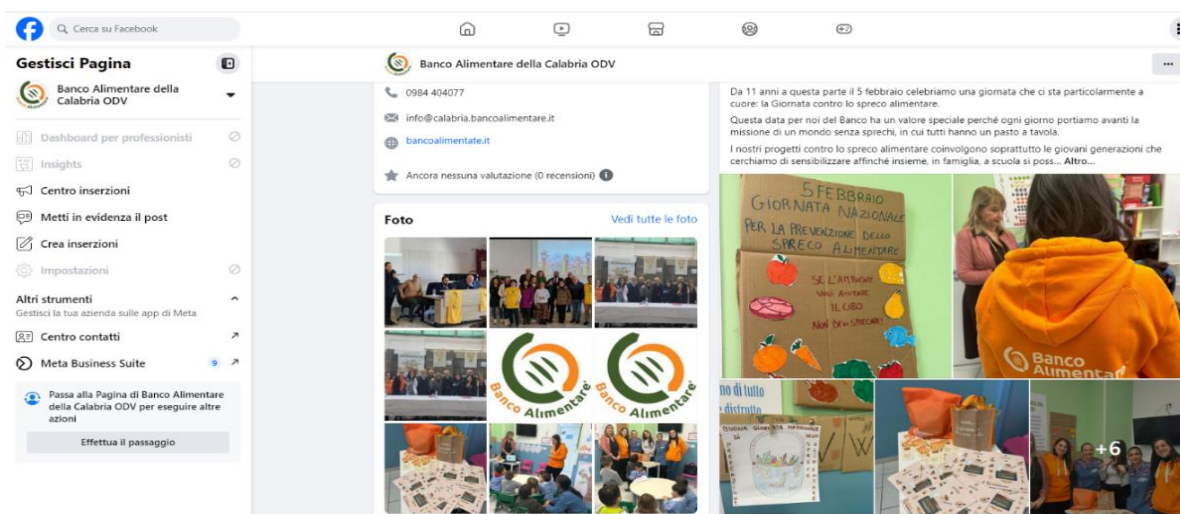 Cerca su Facebook
Gestisci Pagina
Banco Alimentare della
Calabria ODV
Dashboard per professionisti
Insights
Centro inserzioni
Metti in evidenza il post
Crea inserzioni
Impostazioni
Altri strumenti
Gestisci la tua azienda sulle app di Meta
Centro contatti
Meta Business Suite
9
Passa alla Pagina di Banco Alimentare
della Calabria ODV per eseguire altre
azioni
Effettua il passaggio
Banco Alimentare della Calabria ODV
0984 404077
info@calabria.bancoalimentare.it
bancoalimentate.it
Ancora nessuna valutazione (0 recensioni)
Foto
Vedi tutte le foto
Banco Alimentare
Banco Alimentare
Da 11 anni a questa parte il 5 febbraio celebriamo una giornata che ci sta particolarmente a
cuore: la Giornata contro lo spreco alimentare.
Questa data per noi del Banco ha un valore speciale perché ogni giorno portiamo avanti la
missione di un mondo senza sprechi, in cui tutti hanno un pasto a tavola.
I nostri progetti contro lo spreco alimentare coinvolgono soprattutto le giovani generazioni che
cerchiamo di sensibilizzare affinché insieme, in famiglia, a scuola si poss... Altro...
5 FEBBRAIO
GIORNATA NAZIONALE
PER LA PREVENZIONE DELLO
SPRECO ALIMENTARE
SE L'AMBIENTE
VUOI AIUTARE
IL CIBO
NON DEVI SPRECARE!
Banco
Alimentar
no di tutto
distrutto
+6